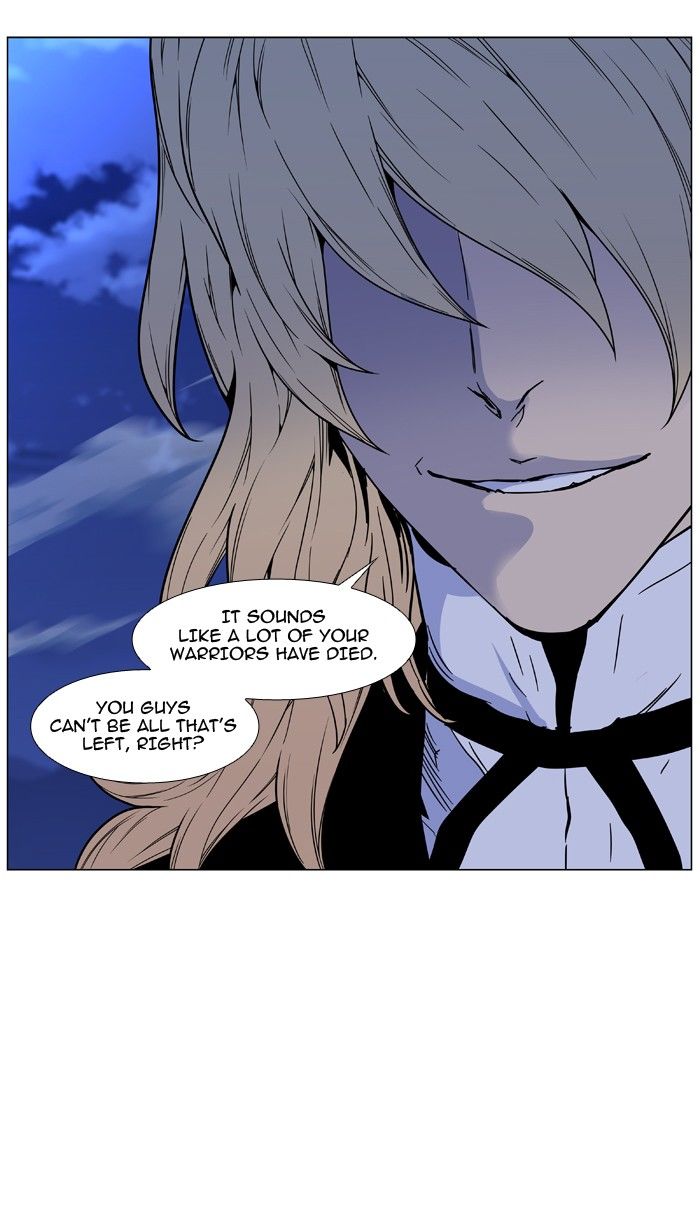 IT SOUNDS
LIKE A LOT OF YOUR
WARRIORS HAVE DIED.
YOU GUYS
CAN'T BE ALL THAT'S
LEFT, RIGHT?